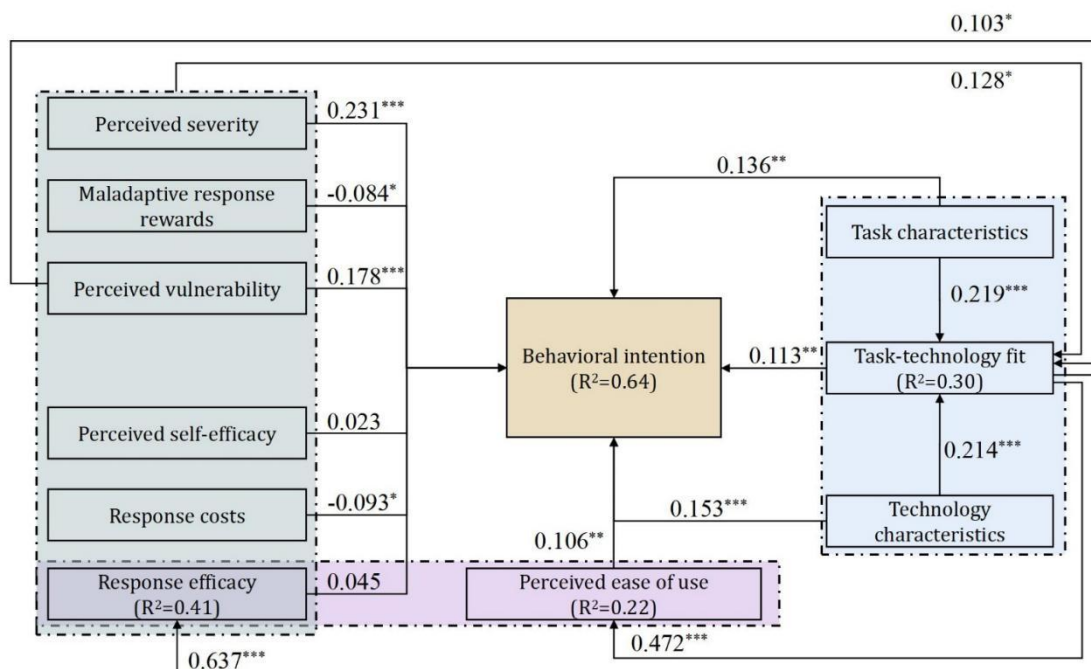 0.103*
0.128*
Perceived severity
0.231***
Maladaptive response
rewards
-0.084*
0.136**
Task characteristics
Perceived vulnerability
0.178***
0.219***
Behavioral intention
(R²=0.64)
0.113**
Task-technology fit
(R²=0.30)
Perceived self-efficacy
0.023
0.214***
Response costs
-0.093*
0.153***
Technology
characteristics
0.106**
Response efficacy
(R²=0.41)
0.045
Perceived ease of use
(R²=0.22)
0.637***
0.472***